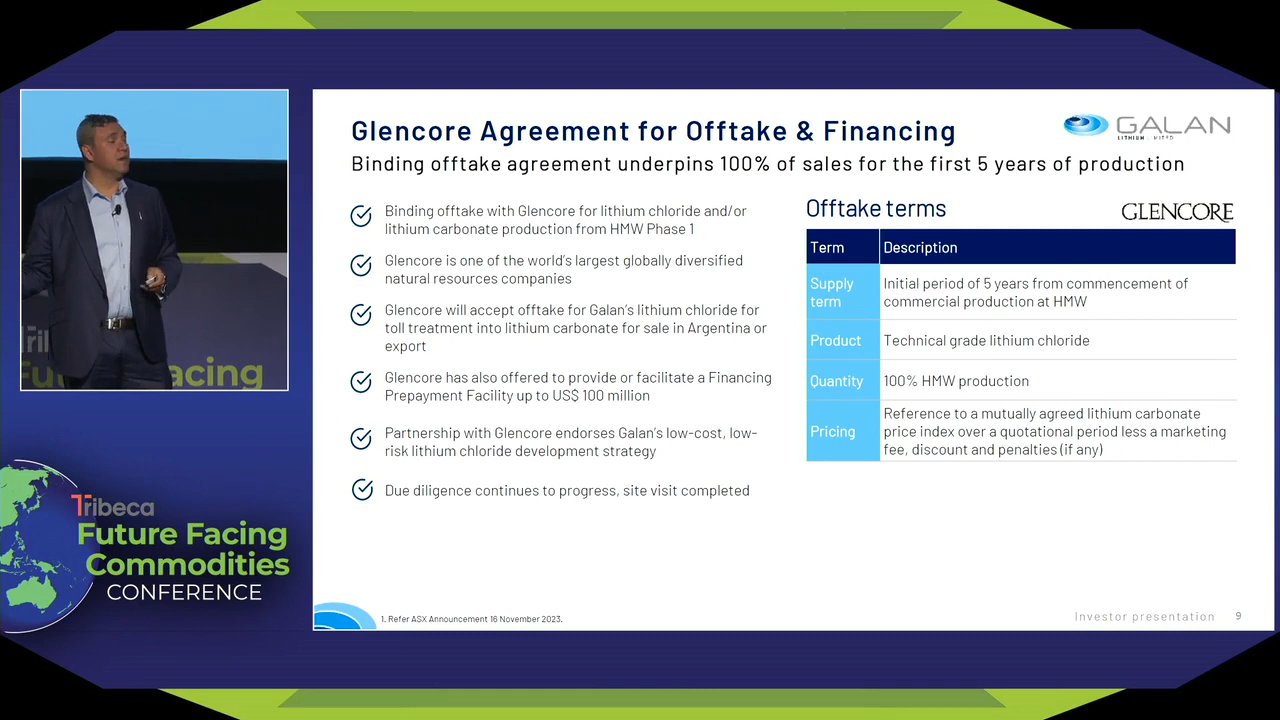 Glencore Agreement for Offtake & Financing
GALAN
LITHIUM LIMITED
Binding offtake agreement underpins 100% of sales for the first 5 years of production
Binding offtake with Glencore for lithium chloride and/or
lithium carbonate production from HMW Phase 1
Glencore is one of the world's largest globally diversified
natural resources companies
Glencore will accept offtake for Galan's lithium chloride for
toll treatment into lithium carbonate for sale in Argentina or
export
Glencore has also offered to provide or facilitate a Financing
Prepayment Facility up to US$ 100 million
Partnership with Glencore endorses Galan's low-cost, low-
risk lithium chloride development strategy
Due diligence continues to progress, site visit completed
Offtake terms
GLENCORE
Term Description
Supply
term
Initial period of 5 years from commencement of
commercial production at HMW
Product Technical grade lithium chloride
Quantity 100% HMW production
Pricing
Reference to a mutually agreed lithium carbonate
price index over a quotational period less a marketing
fee, discount and penalties (if any)
1. Refer ASX Announcement 16 November 2023.
Investor presentation 9
Tril
Fu acing
Tribeca
Future Facing
Commodities
CONFERENCE